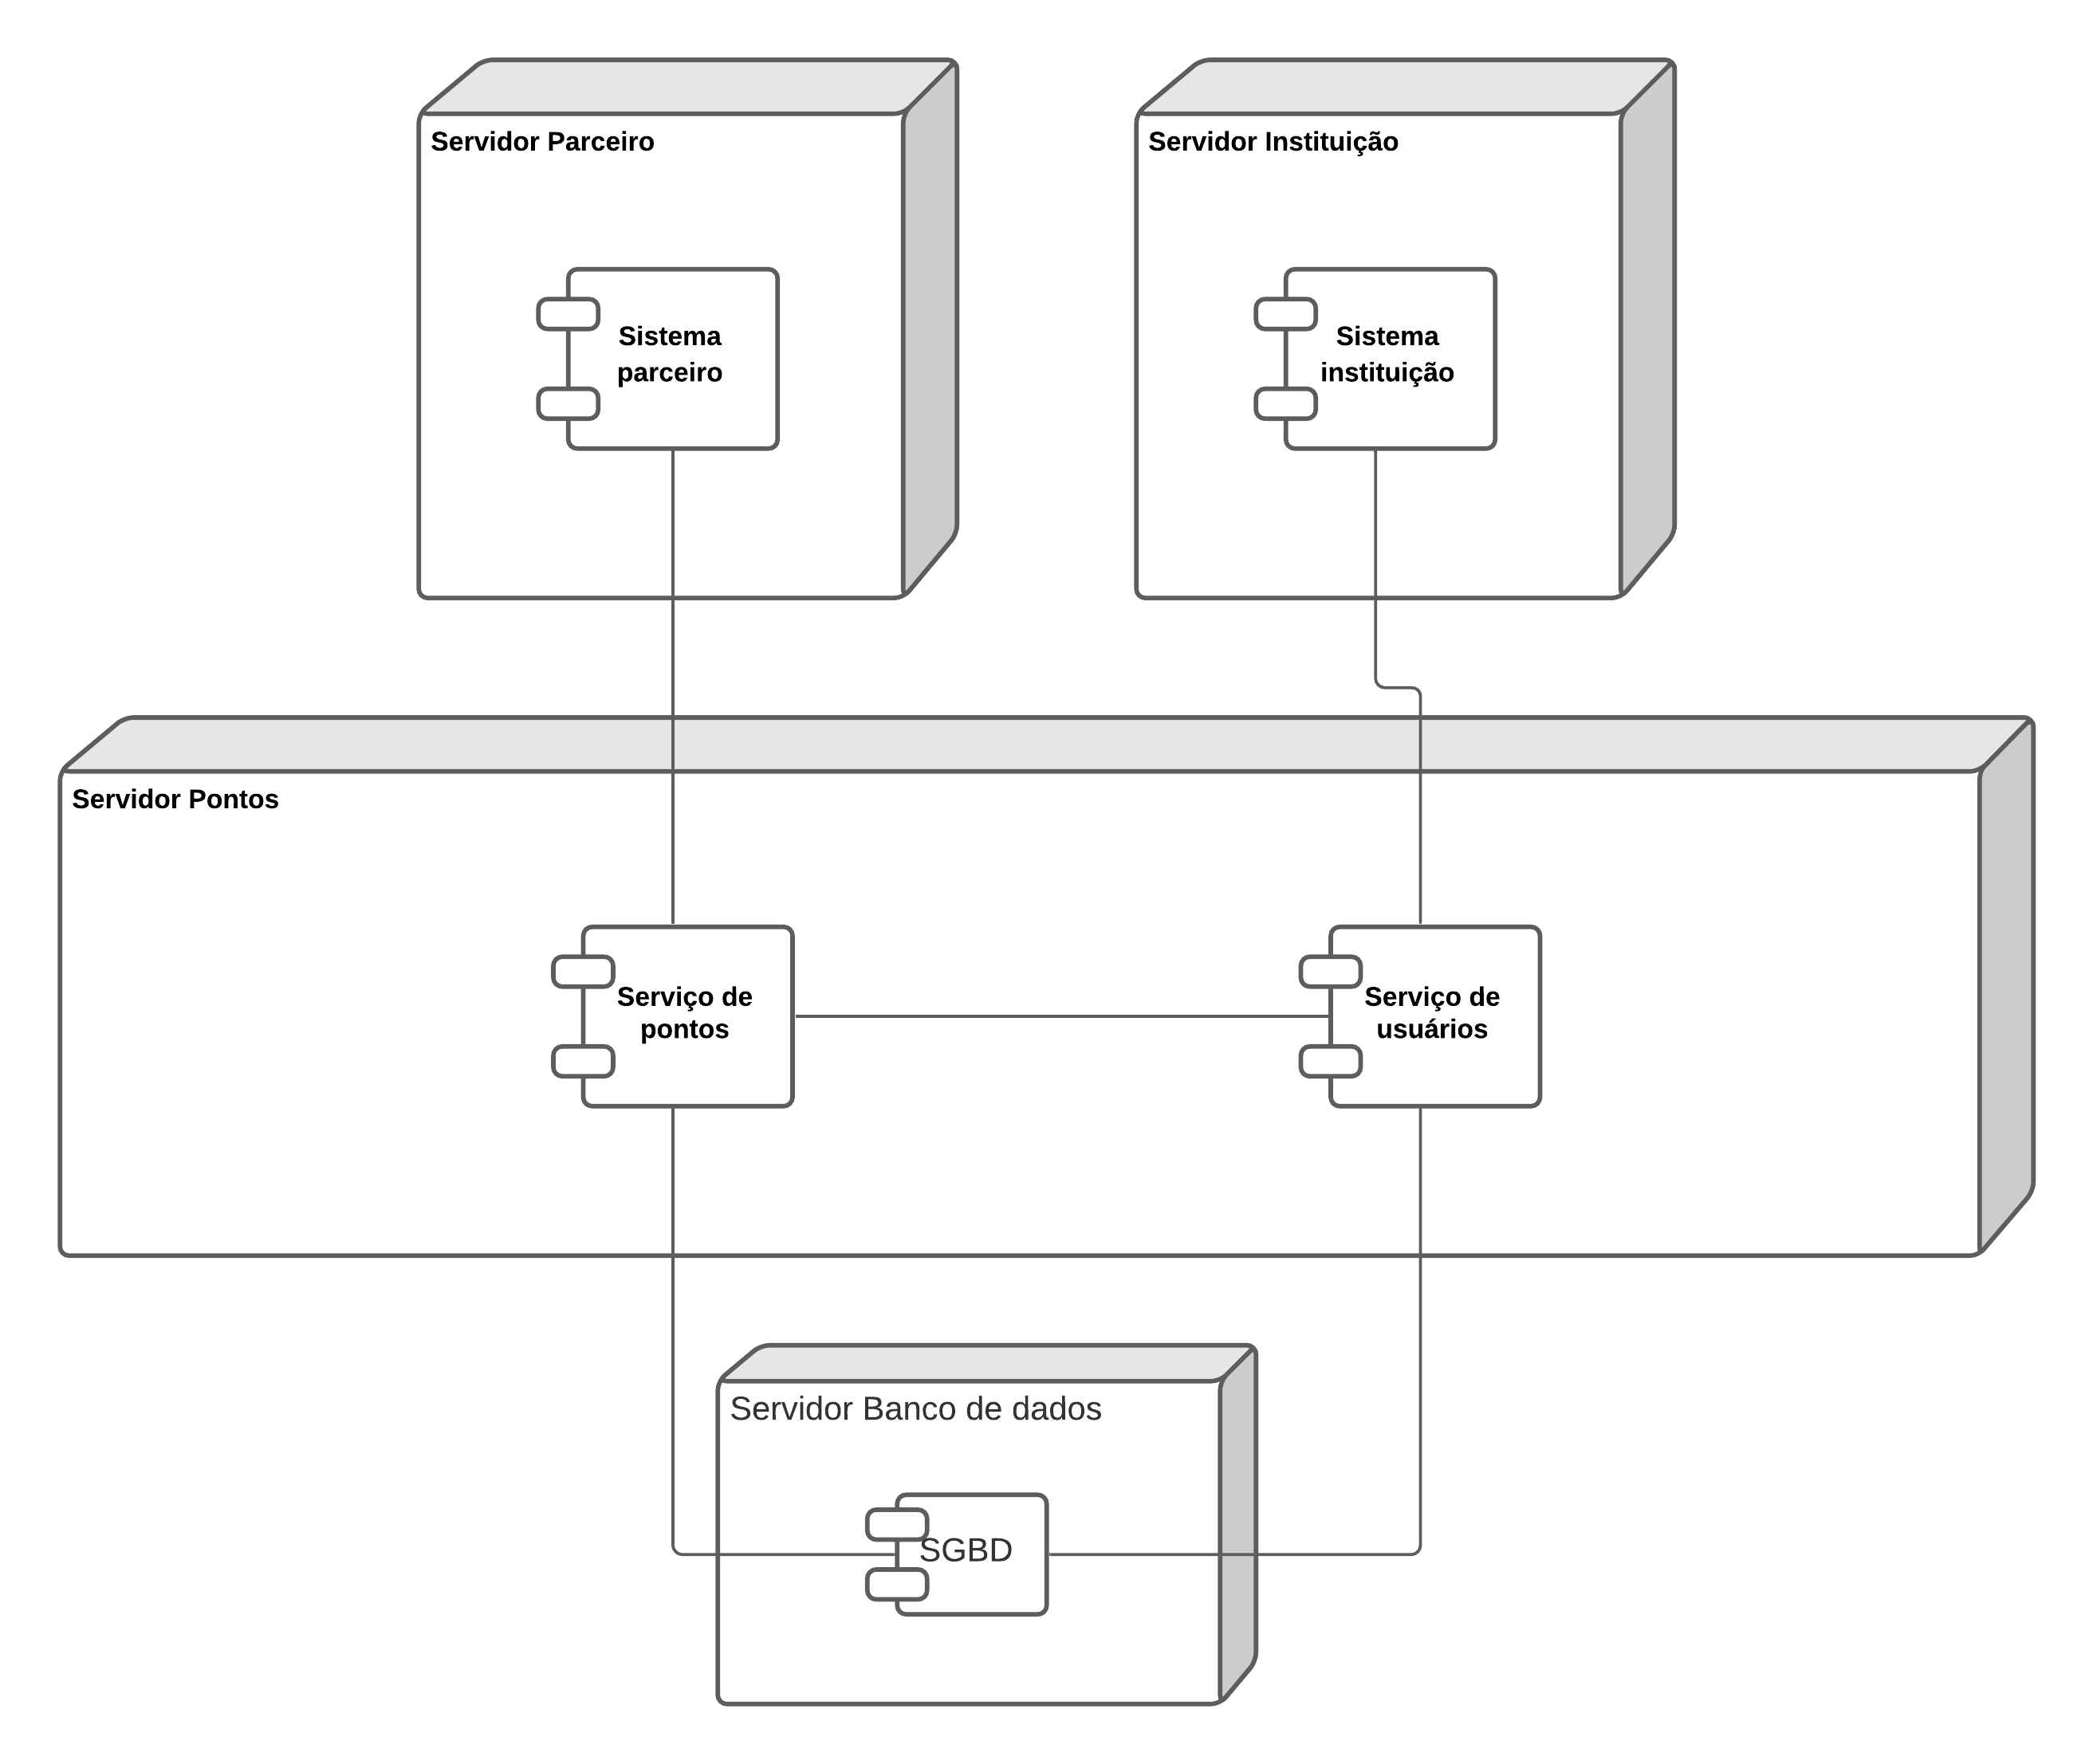 Servidor Parceiro
Servidor Instituição
Sistema
parceiro
Sistema
instituição
Servidor Pontos
Serviço de
pontos
Serviço de
usuários
Servidor Banco de dados
SGBD